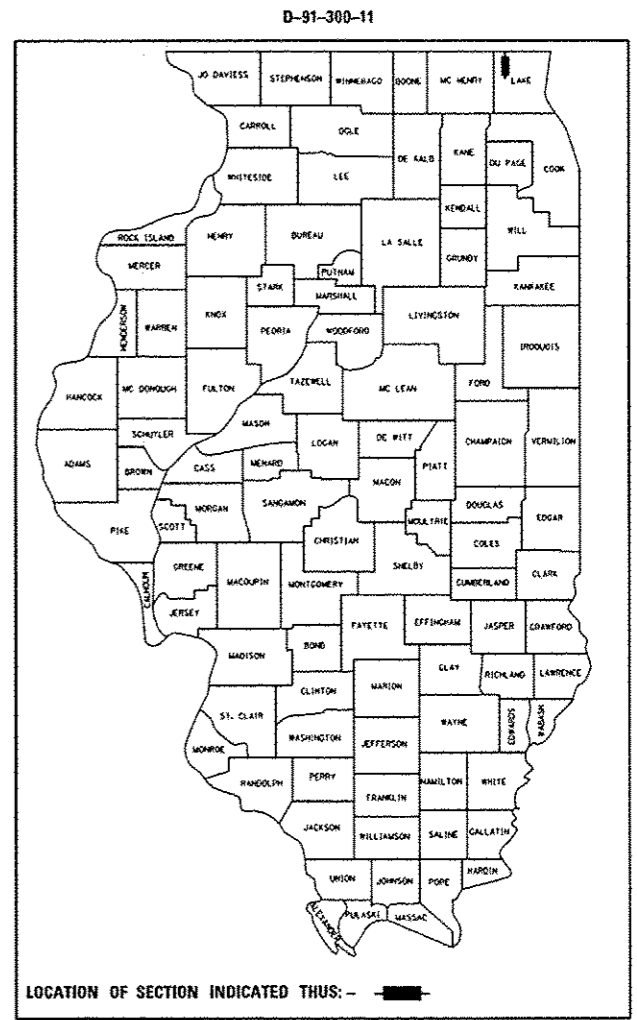 D-91-300-11
JO DAVIESS
STEPHENSON
WINNEBAGO
BOONE
MC HENRY
LAKE
CARROLL
OGLE
DE KALB
KANE
DU PAGE
COOK
WHITESIDE
LEE
KENDALL
WILL
ROCK ISLAND
HENRY
BUREAU
LA SALLE
GRUNDY
MERCER
PUTNAM
KANKAKEE
STARK
MARSHALL
HENDERSON
WARREN
KNOX
PEORIA
WOODFORD
LIVINGSTON
IROQUOIS
HANCOCK
MC DONOUGH
FULTON
TAZEWELL
MC LEAN
FORD
MASON
SCHUYLER
LOGAN
DE WITT
CHAMPAIGN
VERMILION
ADAMS
BROWN
CASS
MENARD
MACON
PIATT
PIKE
SCOTT
MORGAN
SANGAMON
CHRISTIAN
MOULTRIE
DOUGLAS
EDGAR
COLES
CALHOUN
GREENE
MACOUPIN
MONTGOMERY
SHELBY
CUMBERLAND
CLARK
JERSEY
FAYETTE
EFFINGHAM
JASPER
CRAWFORD
MADISON
BOND
CLAY
RICHLAND
LAWRENCE
CLINTON
MARION
ST. CLAIR
WAYNE
EDWARDS
WABASH
WASHINGTON
JEFFERSON
MONROE
RANDOLPH
PERRY
HAMILTON
WHITE
FRANKLIN
JACKSON
WILLIAMSON
SALINE
GALLATIN
UNION
JOHNSON
POPE
HARDIN
ALEXANDER
PULASKI
MASSAC
LOCATION OF SECTION INDICATED THUS: -